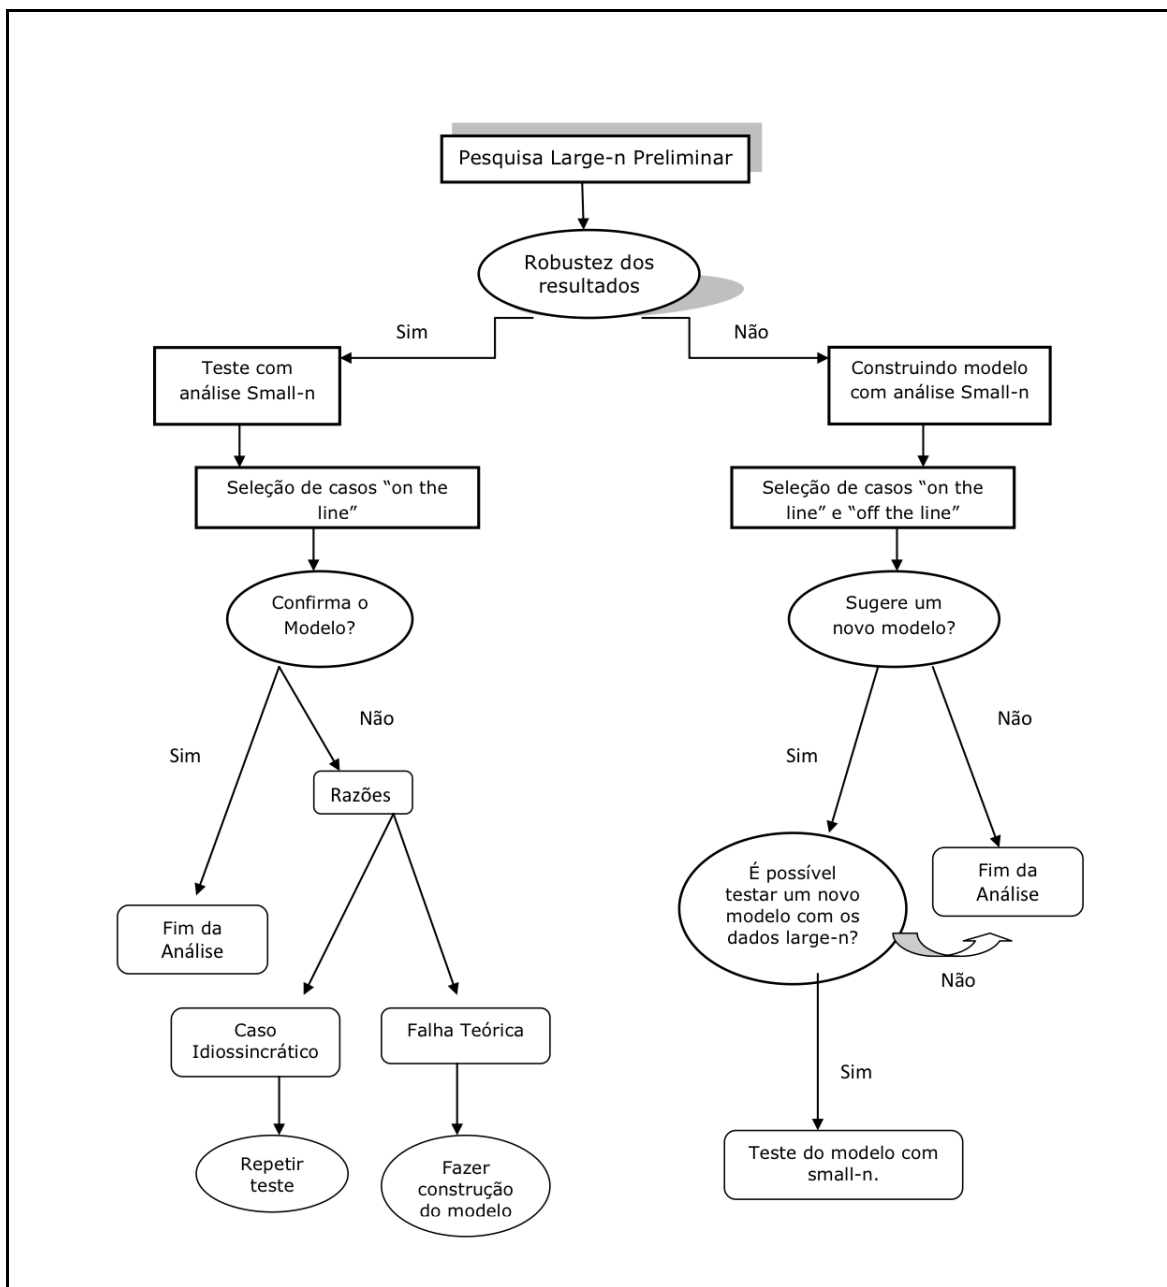 Pesquisa Large-n Preliminar
Robustez dos
resultados
Sim
Não
Teste com
análise Small-n
Construindo modelo
com análise Small-n
Seleção de casos “on the
line”
Seleção de casos “on the
line” e “off the line”
Confirma o
Modelo?
Sugere um
novo modelo?
Não
Sim
Razões
Não
Sim
É possível
testar um novo
modelo com os
dados large-n?
Fim da
Análise
Fim da
Análise
Não
Caso
Idiossincrático
Falha Teórica
Sim
Repetir
teste
Fazer
construção
do modelo
Teste do modelo com
small-n.